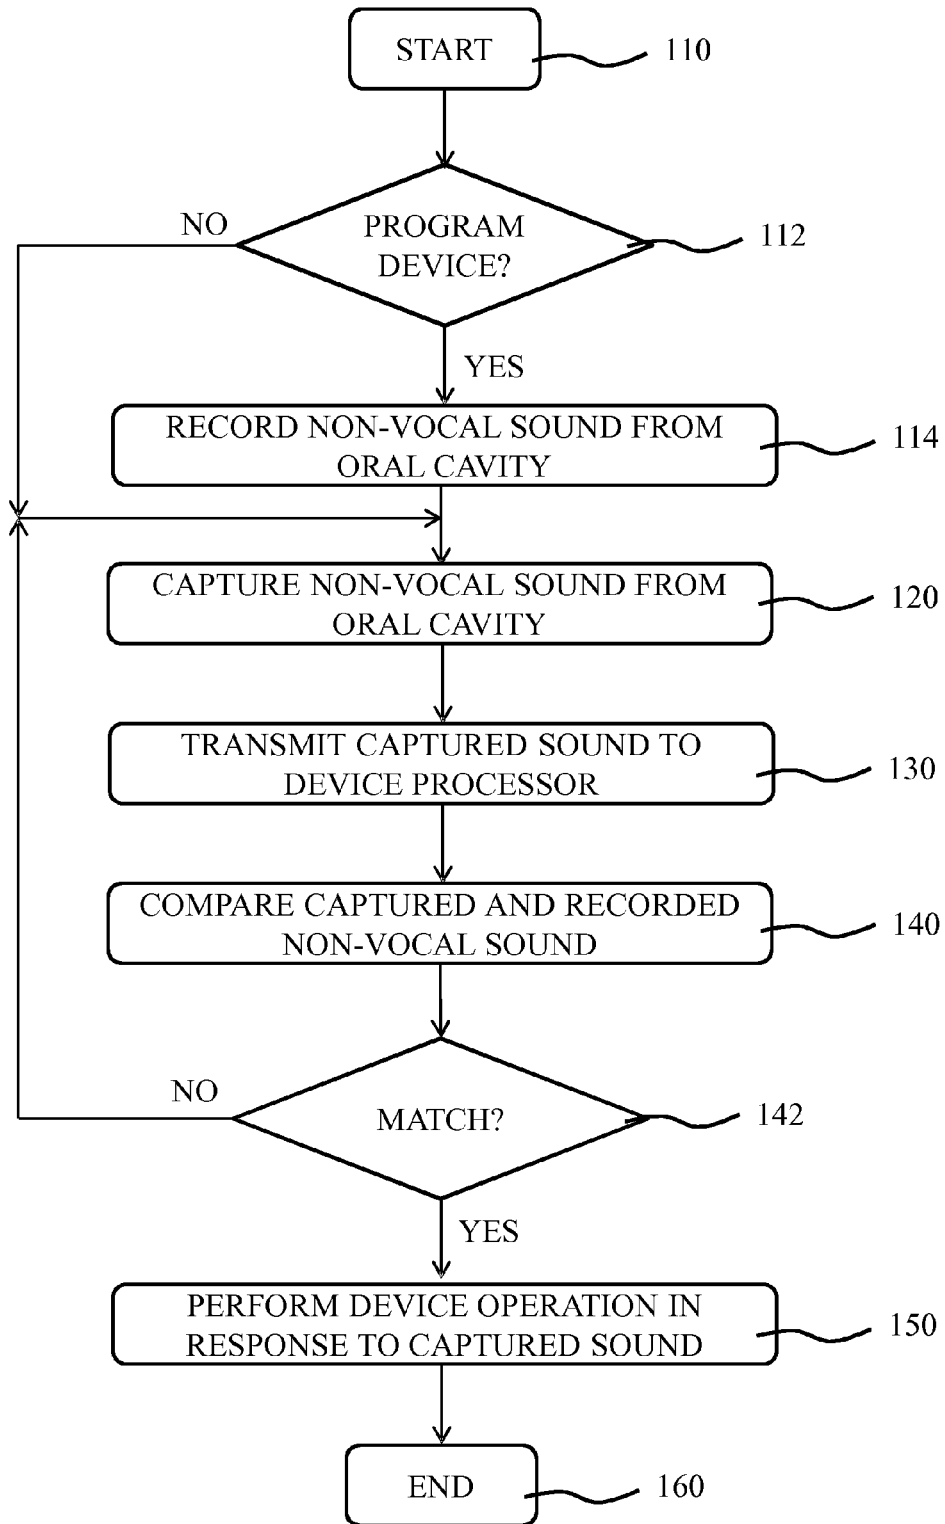 START
110
NO
PROGRAM
DEVICE?
112
YES
RECORD NON-VOCAL SOUND FROM
ORAL CAVITY
114
CAPTURE NON-VOCAL SOUND FROM
ORAL CAVITY
120
TRANSMIT CAPTURED SOUND TO
DEVICE PROCESSOR
130
COMPARE CAPTURED AND RECORDED
NON-VOCAL SOUND
140
NO
MATCH?
142
YES
PERFORM DEVICE OPERATION IN
RESPONSE TO CAPTURED SOUND
150
END
160